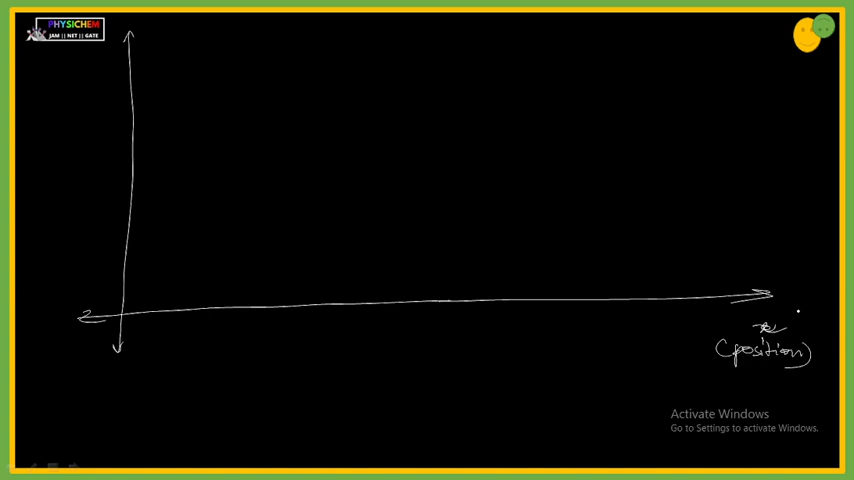 PHYSICHEM
JAM || NET || GATE
x
(position)
Activate Windows
Go to Settings to activate Windows.